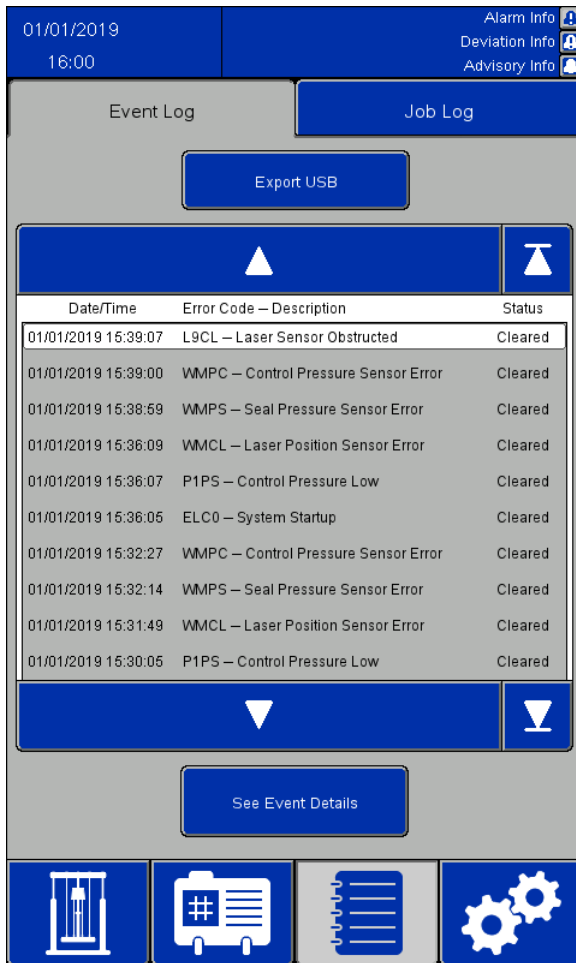 01/01/2019
16:00
Alarm Info
Deviation Info
Advisory Info
Event Log
Job Log
Export USB
Date/Time Error Code – Description Status
01/01/2019 15:39:07 L9CL – Laser Sensor Obstructed Cleared
01/01/2019 15:39:00 WMPC – Control Pressure Sensor Error Cleared
01/01/2019 15:38:59 WMPS – Seal Pressure Sensor Error Cleared
01/01/2019 15:36:09 WMCL – Laser Position Sensor Error Cleared
01/01/2019 15:36:07 P1PS – Control Pressure Low Cleared
01/01/2019 15:36:05 ELC0 – System Startup Cleared
01/01/2019 15:32:27 WMPC – Control Pressure Sensor Error Cleared
01/01/2019 15:32:14 WMPS – Seal Pressure Sensor Error Cleared
01/01/2019 15:31:49 WMCL – Laser Position Sensor Error Cleared
01/01/2019 15:30:05 P1PS – Control Pressure Low Cleared
See Event Details
#